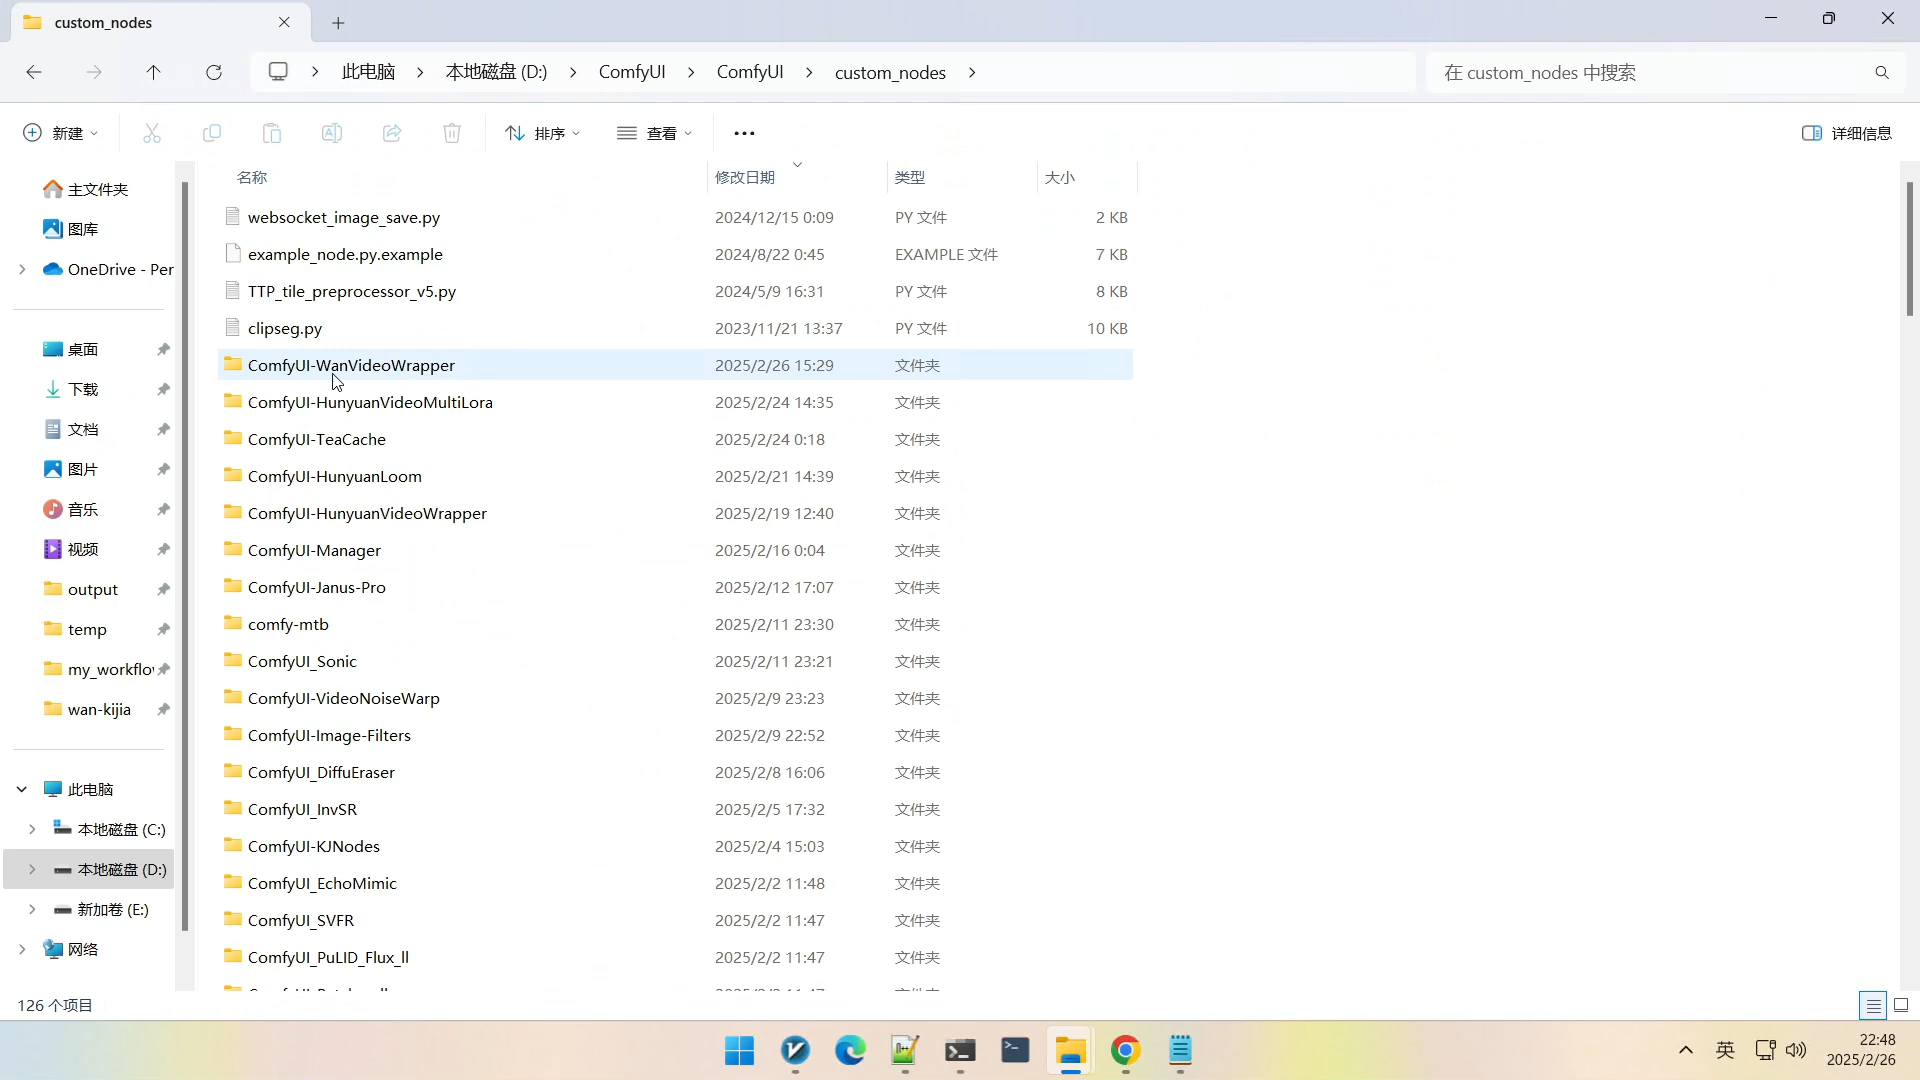 custom_nodes
此电脑 本地磁盘 (D:) ComfyUI ComfyUI custom_nodes
在 custom_nodes 中搜索
新建 排序 查看 详细信息
主文件夹
图库
OneDrive - Per
桌面
下载
文档
图片
音乐
视频
output
temp
my_workflo
wan-kijia
此电脑
本地磁盘 (C:)
本地磁盘 (D:)
新加卷 (E:)
网络
名称 修改日期 类型 大小
websocket_image_save.py 2024/12/15 0:09 PY 文件 2 KB
example_node.py.example 2024/8/22 0:45 EXAMPLE 文件 7 KB
TTP_tile_preprocessor_v5.py 2024/5/9 16:31 PY 文件 8 KB
clipseg.py 2023/11/21 13:37 PY 文件 10 KB
ComfyUI-WanVideoWrapper 2025/2/26 15:29 文件夹
ComfyUI-HunyuanVideoMultiLora 2025/2/24 14:35 文件夹
ComfyUI-TeaCache 2025/2/24 0:18 文件夹
ComfyUI-HunyuanLoom 2025/2/21 14:39 文件夹
ComfyUI-HunyuanVideoWrapper 2025/2/19 12:40 文件夹
ComfyUI-Manager 2025/2/16 0:04 文件夹
ComfyUI-Janus-Pro 2025/2/12 17:07 文件夹
comfy-mtb 2025/2/11 23:30 文件夹
ComfyUI_Sonic 2025/2/11 23:21 文件夹
ComfyUI-VideoNoiseWarp 2025/2/9 23:23 文件夹
ComfyUI-Image-Filters 2025/2/9 22:52 文件夹
ComfyUI_DiffuEraser 2025/2/8 16:06 文件夹
ComfyUI_InvSR 2025/2/5 17:32 文件夹
ComfyUI-KJNodes 2025/2/4 15:03 文件夹
ComfyUI_EchoMimic 2025/2/2 11:48 文件夹
ComfyUI_SVFR 2025/2/2 11:47 文件夹
ComfyUI_PuLID_Flux_ll 2025/2/2 11:47 文件夹
126 个项目
英
22:48
2025/2/26